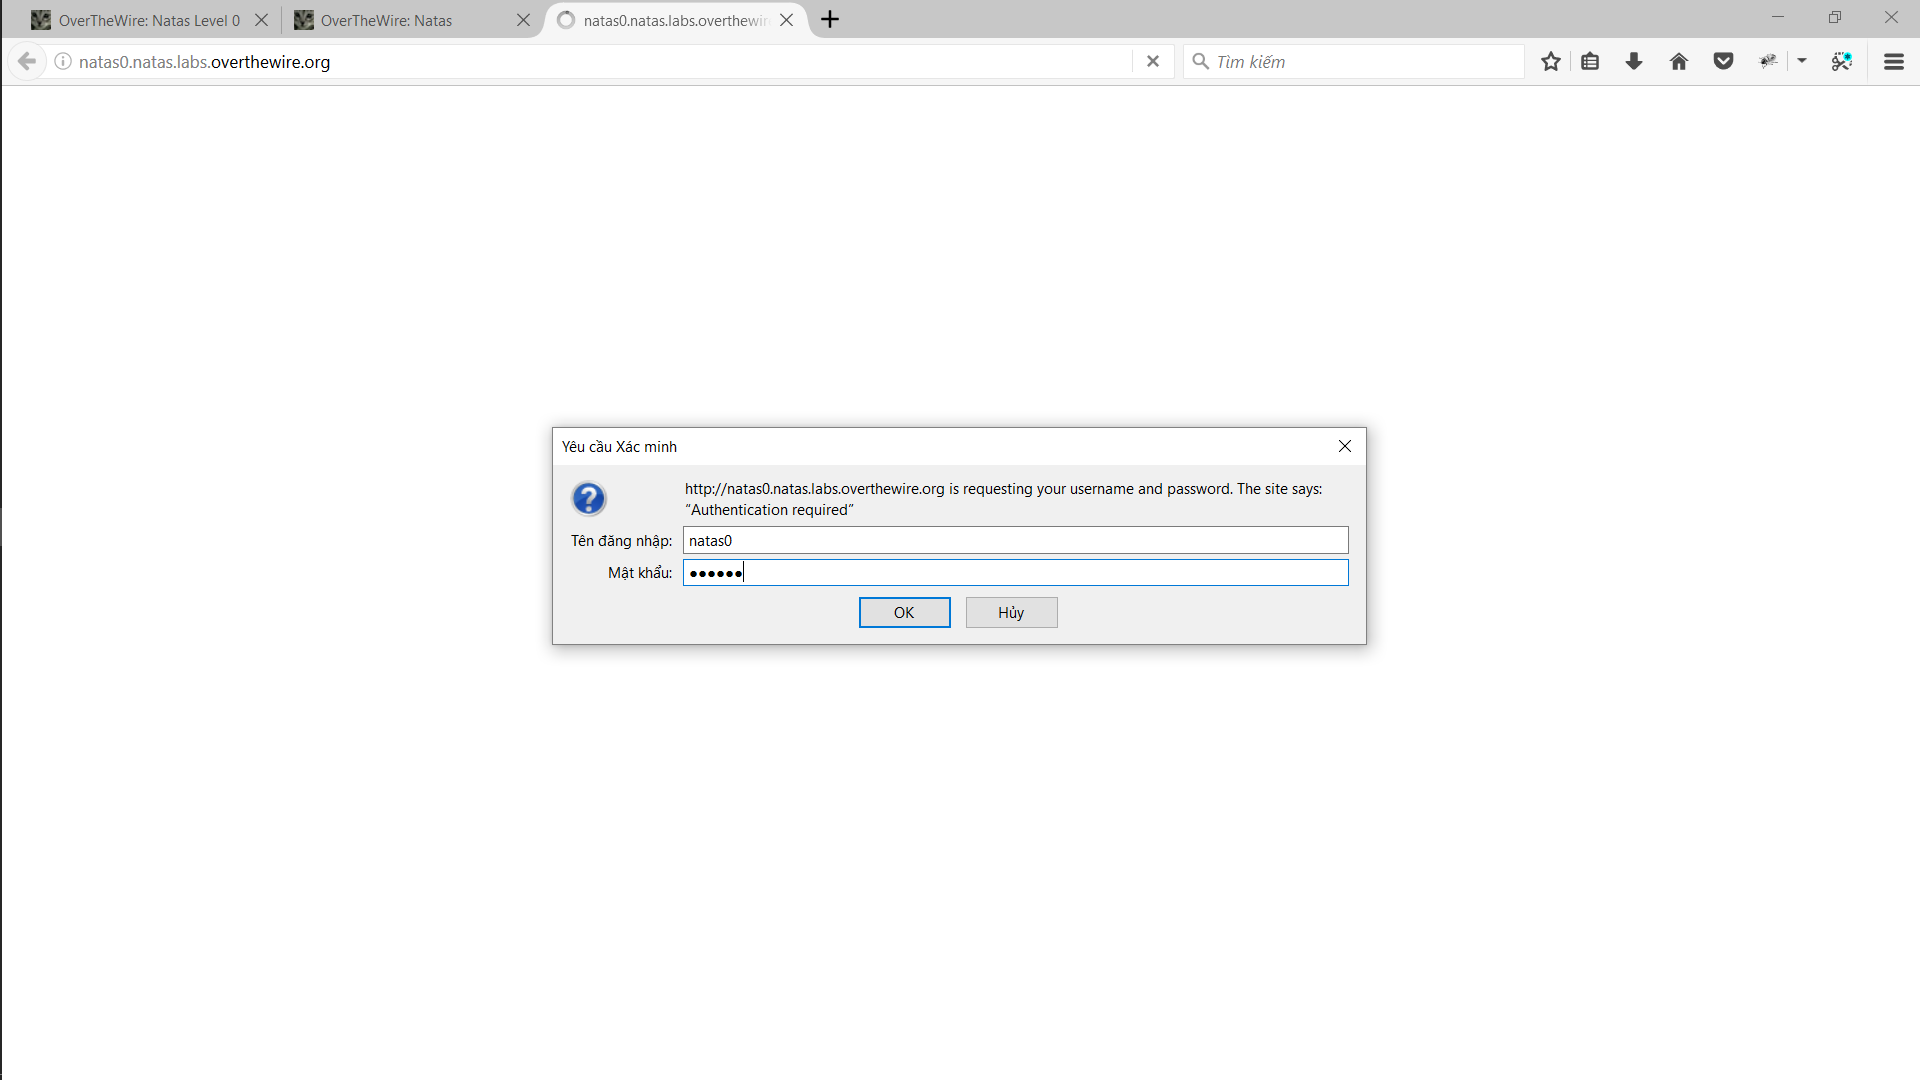 OverTheWire: Natas Level 0
OverTheWire: Natas
natas0.natas.labs.overthewir
natas0.natas.labs.overthewire.org
Tìm kiếm
Yêu cầu Xác minh
http://natas0.natas.labs.overthewire.org is requesting your username and password. The site says:
“Authentication required”
Tên đăng nhập: natas0
Mật khẩu: ●●●●●●
OK Hủy